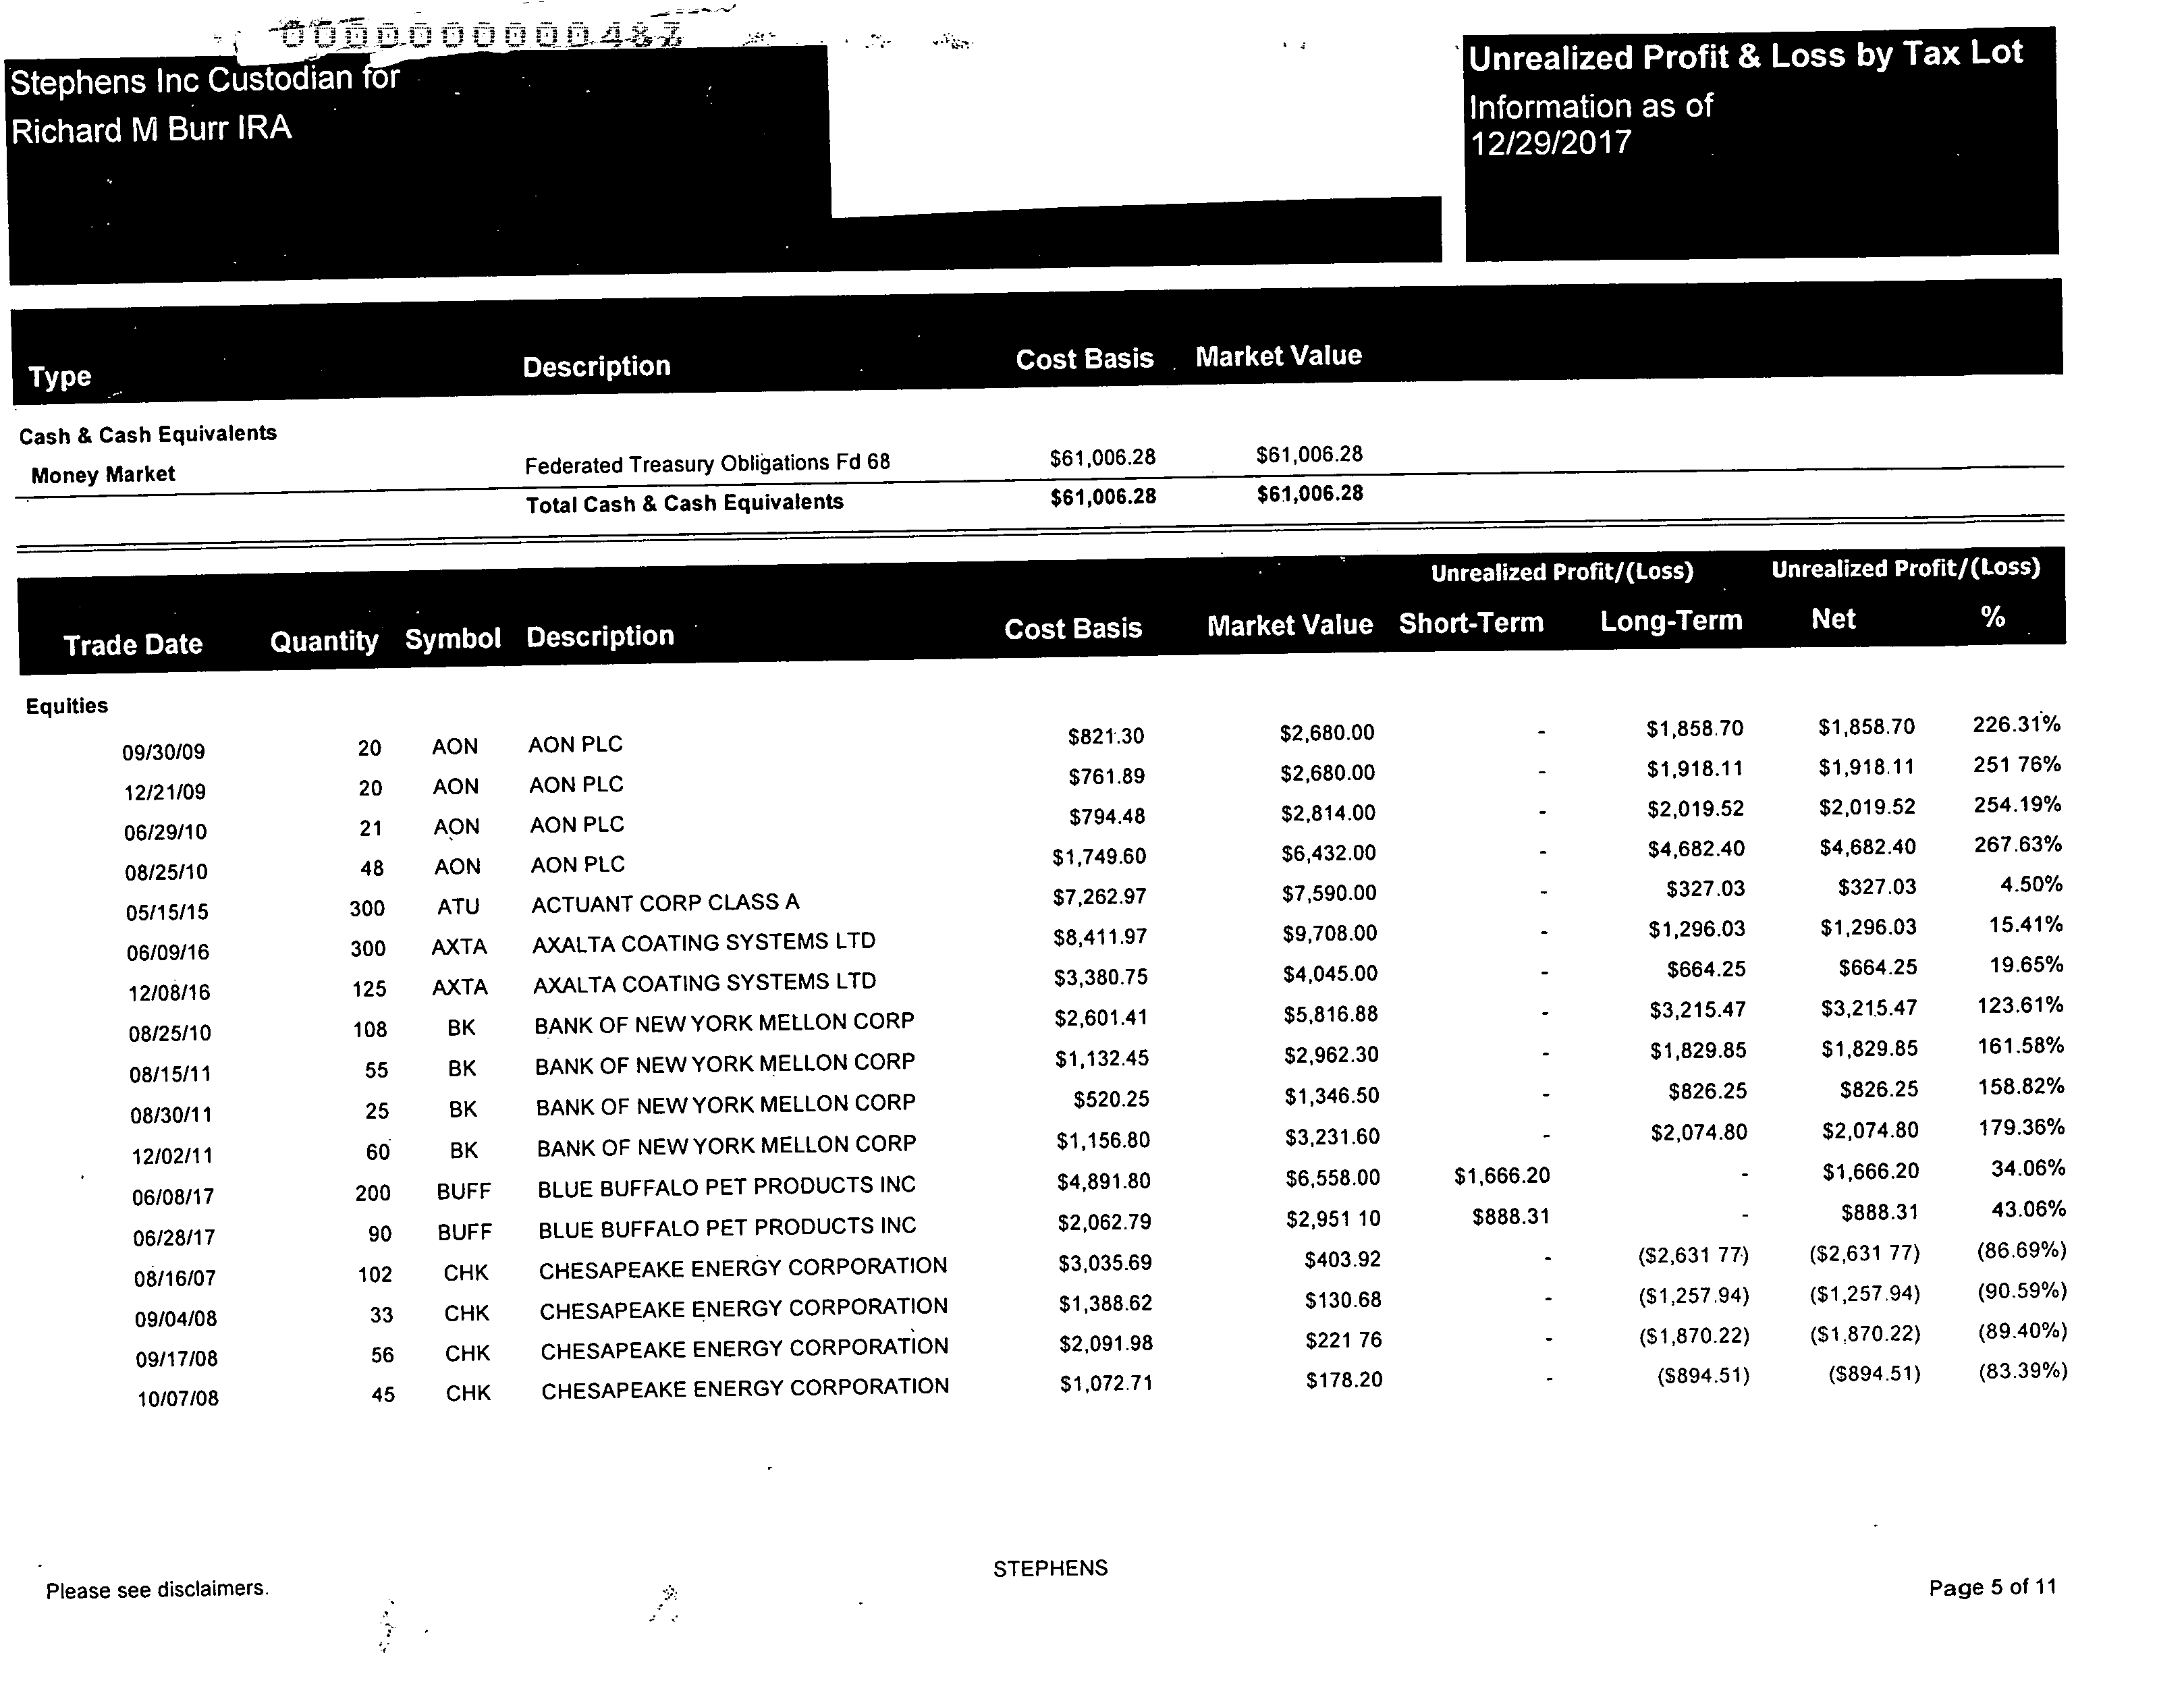 Stephens Inc Custodian for
Richard M Burr IRA
Unrealized Profit & Loss by Tax Lot
Information as of
12/29/2017
Type Description Cost Basis Market Value
Cash & Cash Equivalents
Money Market Federated Treasury Obligations Fd 68 $61,006.28 $61,006.28
Total Cash & Cash Equivalents $61,006.28 $61,006.28
Unrealized Profit/(Loss) Unrealized Profit/(Loss)
Trade Date Quantity Symbol Description Cost Basis Market Value Short-Term Long-Term Net %
Equities
09/30/09 20 AON AON PLC $821.30 $2,680.00 - $1,858.70 $1,858.70 226.31%
12/21/09 20 AON AON PLC $761.89 $2,680.00 - $1,918.11 $1,918.11 251 76%
06/29/10 21 AON AON PLC $794.48 $2,814.00 - $2,019.52 $2,019.52 254.19%
08/25/10 48 AON AON PLC $1,749.60 $6,432.00 - $4,682.40 $4,682.40 267.63%
05/15/15 300 ATU ACTUANT CORP CLASS A $7,262.97 $7,590.00 - $327.03 $327.03 4.50%
06/09/16 300 AXTA AXALTA COATING SYSTEMS LTD $8,411.97 $9,708.00 - $1,296.03 $1,296.03 15.41%
12/08/16 125 AXTA AXALTA COATING SYSTEMS LTD $3,380.75 $4,045.00 - $664.25 $664.25 19.65%
08/25/10 108 BK BANK OF NEW YORK MELLON CORP $2,601.41 $5,816.88 - $3,215.47 $3,215.47 123.61%
08/15/11 55 BK BANK OF NEW YORK MELLON CORP $1,132.45 $2,962.30 - $1,829.85 $1,829.85 161.58%
08/30/11 25 BK BANK OF NEW YORK MELLON CORP $520.25 $1,346.50 - $826.25 $826.25 158.82%
12/02/11 60 BK BANK OF NEW YORK MELLON CORP $1,156.80 $3,231.60 - $2,074.80 $2,074.80 179.36%
06/08/17 200 BUFF BLUE BUFFALO PET PRODUCTS INC $4,891.80 $6,558.00 $1,666.20 - $1,666.20 34.06%
06/28/17 90 BUFF BLUE BUFFALO PET PRODUCTS INC $2,062.79 $2,951 10 $888.31 - $888.31 43.06%
08/16/07 102 CHK CHESAPEAKE ENERGY CORPORATION $3,035.69 $403.92 - ($2,631 77) ($2,631 77) (86.69%)
09/04/08 33 CHK CHESAPEAKE ENERGY CORPORATION $1,388.62 $130.68 - ($1,257.94) ($1,257.94) (90.59%)
09/17/08 56 CHK CHESAPEAKE ENERGY CORPORATION $2,091.98 $221 76 - ($1,870.22) ($1,870.22) (89.40%)
10/07/08 45 CHK CHESAPEAKE ENERGY CORPORATION $1,072.71 $178.20 - ($894.51) ($894.51) (83.39%)
STEPHENS
Please see disclaimers. Page 5 of 11